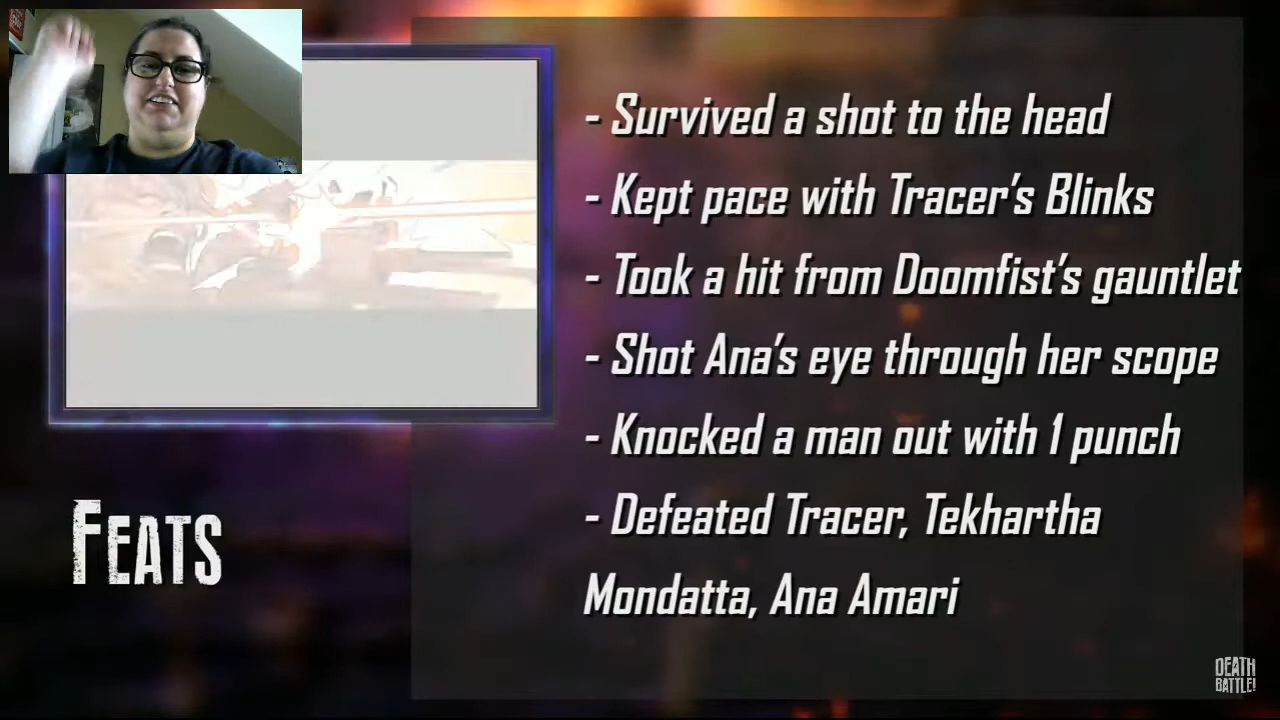 - Survived a shot to the head
- Kept pace with Tracer's Blinks
- Took a hit from Doomfist's gauntlet
- Shot Ana's eye through her scope
- Knocked a man out with 1 punch
- Defeated Tracer, Tekhartha
Mondatta, Ana Amari
FEATS
DEATH
BATTLE!